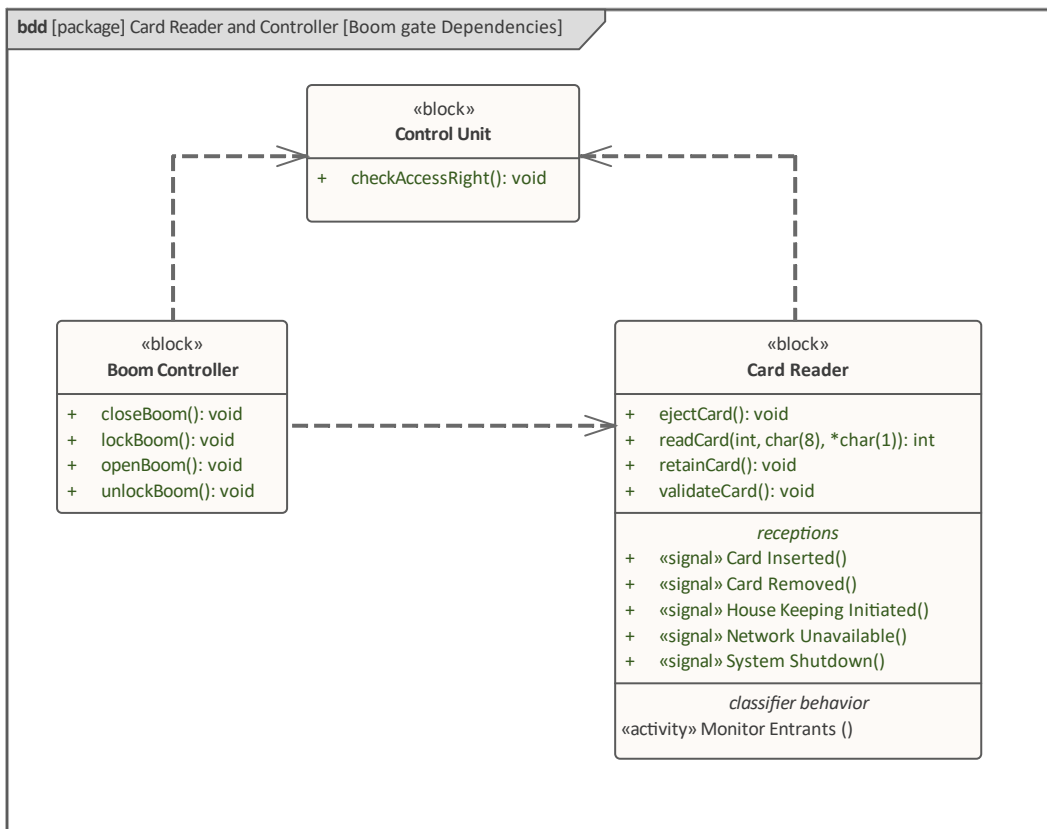 bdd [package] Card Reader and Controller [Boom gate Dependencies]
«block»
Control Unit
+ checkAccessRight(): void
«block»
Boom Controller
+ closeBoom(): void
+ lockBoom(): void
+ openBoom(): void
+ unlockBoom(): void
«block»
Card Reader
+ ejectCard(): void
+ readCard(int, char(8), *char(1)): int
+ retainCard(): void
+ validateCard(): void
receptions
+ «signal» Card Inserted()
+ «signal» Card Removed()
+ «signal» House Keeping Initiated()
+ «signal» Network Unavailable()
+ «signal» System Shutdown()
classifier behavior
«activity» Monitor Entrants ()